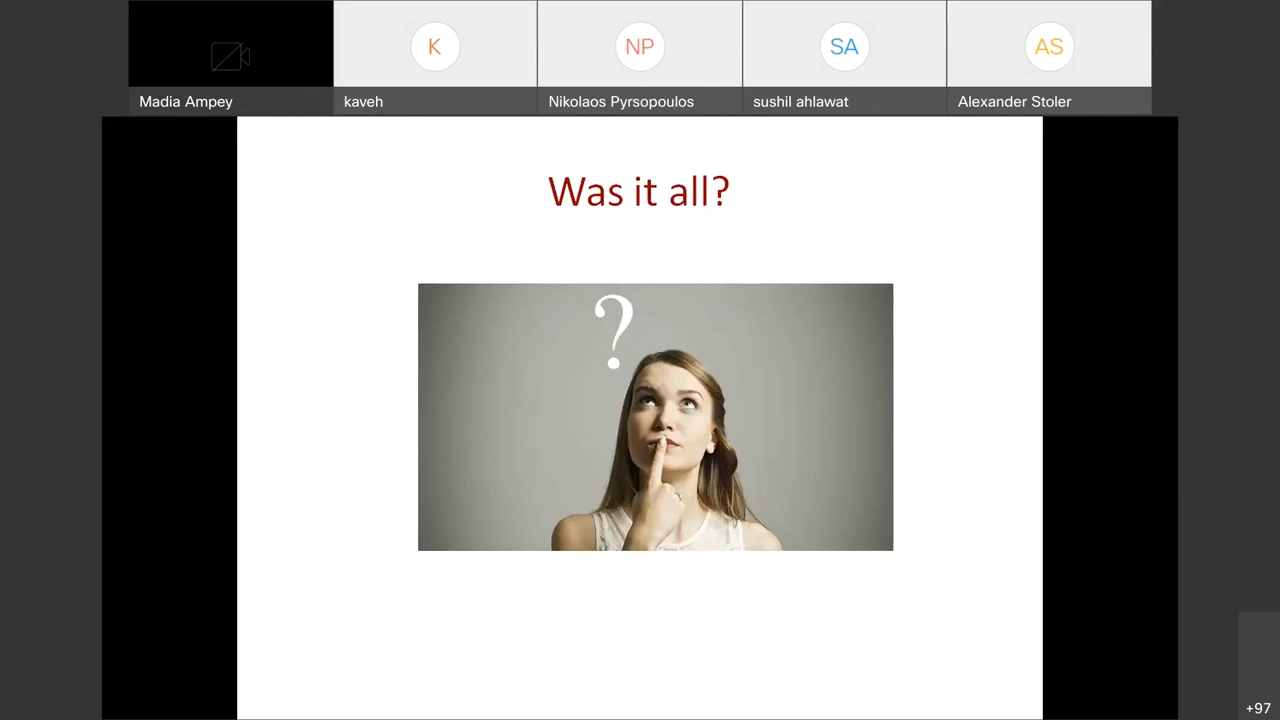 K
NP
SA
AS
Madia Ampey
kaveh
Nikolaos Pyrsopoulos
sushil ahlawat
Alexander Stoler
Was it all?
?
+97